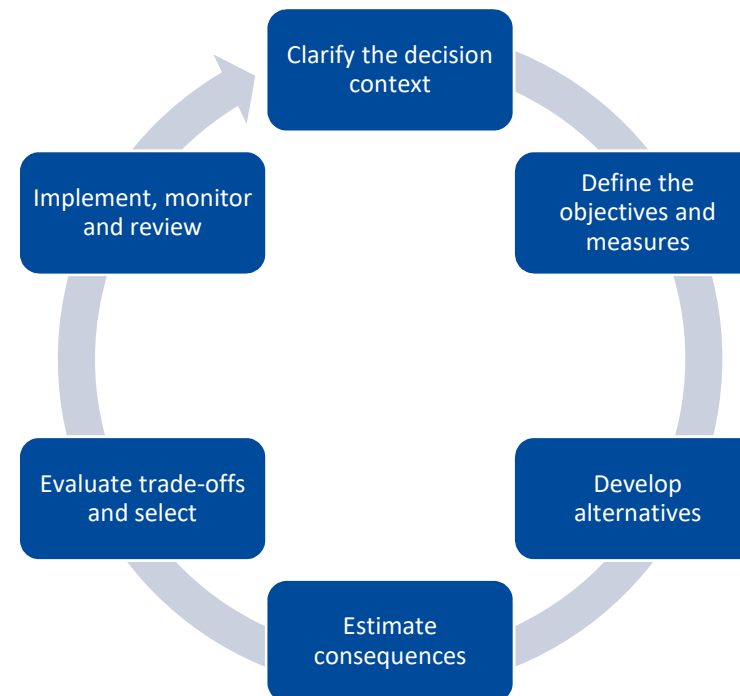 Clarify the decision
context
Define the
objectives and
measures
Develop
alternatives
Estimate
consequences
Evaluate trade-offs
and select
Implement, monitor
and review